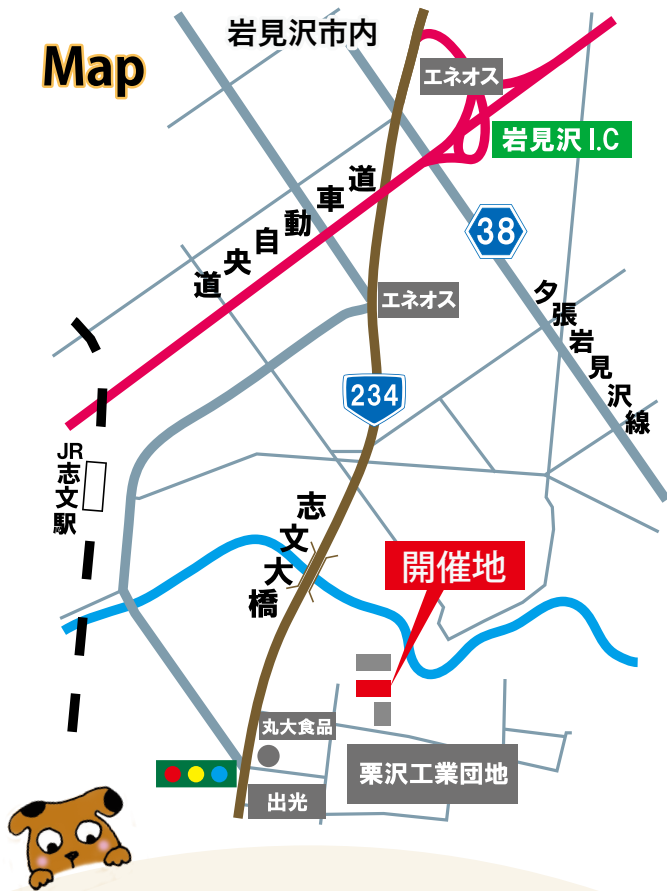 岩見沢市内
Map
エネオス
岩見沢 I.C
道央自動車道
38
エネオス
夕張岩見沢線
234
JR
志文駅
志文大橋
開催地
丸大食品
栗沢工業団地
出光